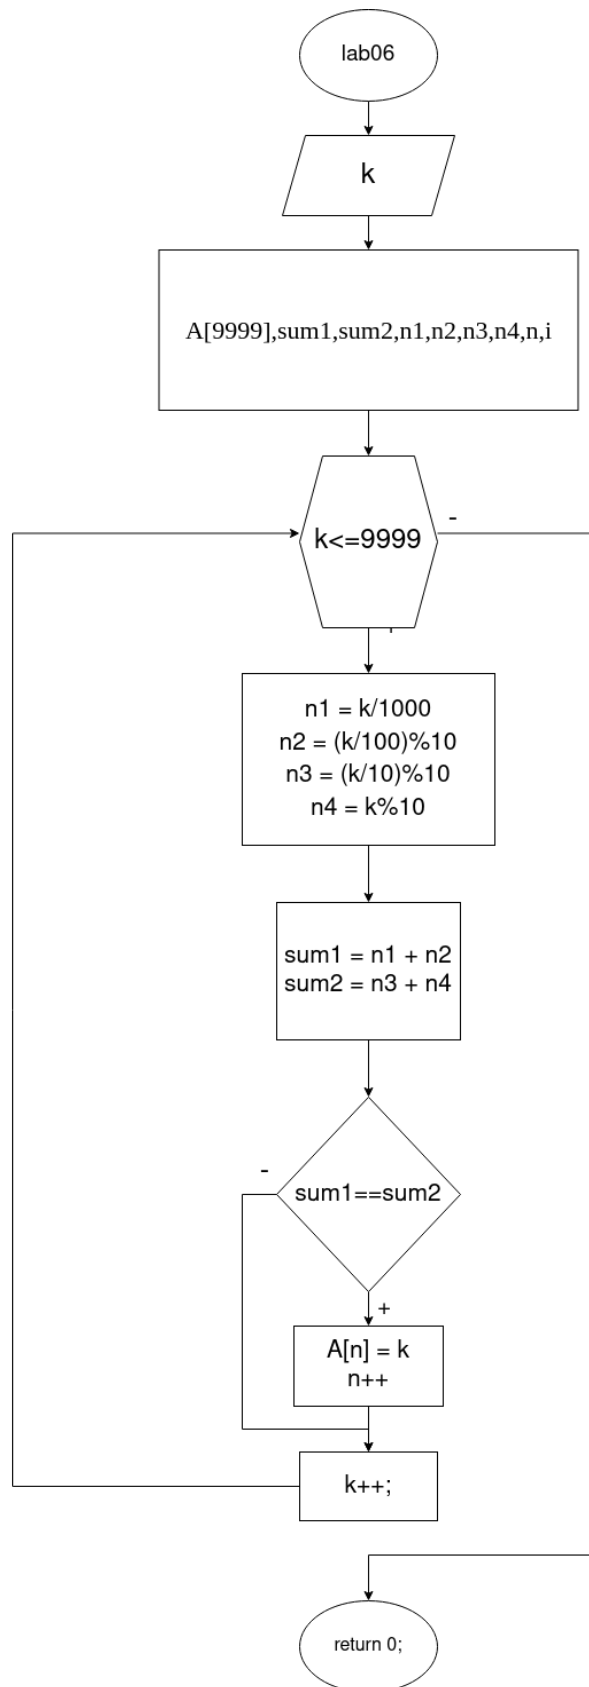 lab06
k
A[9999],sum1,sum2,n1,n2,n3,n4,n,i
k<=9999
-
n1 = k/1000
n2 = (k/100)%10
n3 = (k/10)%10
n4 = k%10
sum1 = n1 + n2
sum2 = n3 + n4
-
sum1==sum2
+
A[n] = k
n++
k++;
return 0;